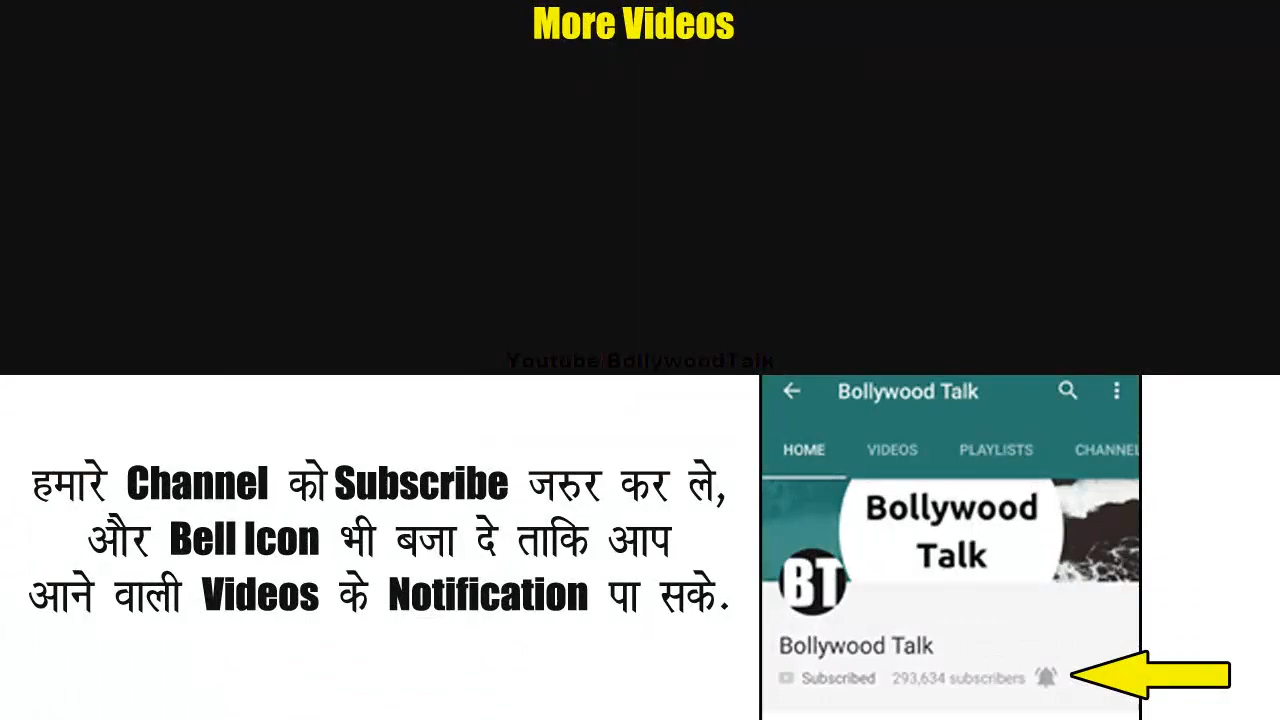 More Videos
Youtube/BollywoodTalk
हमारे Channel को Subscribe जरुर कर ले,
और Bell Icon भी बजा दे ताकि आप
आने वाली Videos के Notification पा सके.
Bollywood Talk
HOME VIDEOS PLAYLISTS CHANNEL
Bollywood
Talk
BT
Bollywood Talk
Subscribed 293,634 subscribers